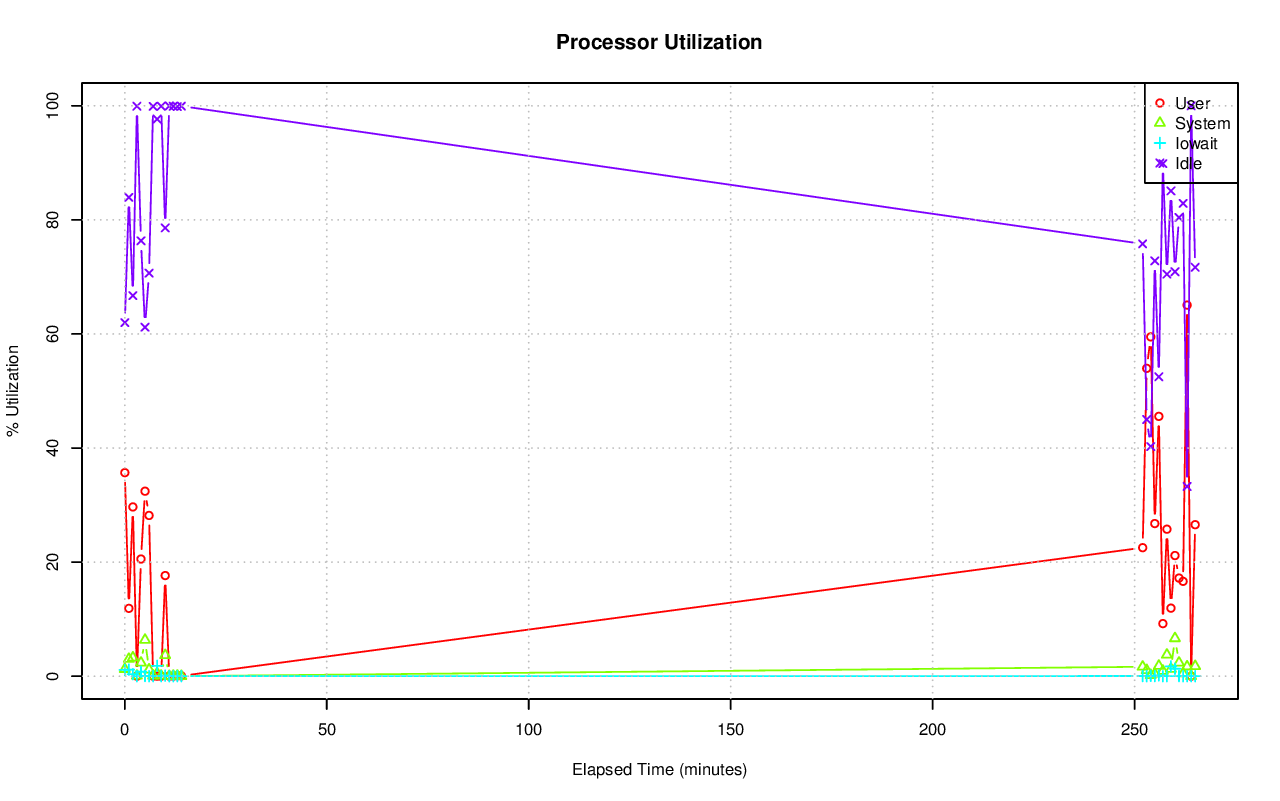 Processor Utilization
% Utilization
100
80
60
40
20
0
User
System
Iowait
Idle
0 50 100 150 200 250
Elapsed Time (minutes)